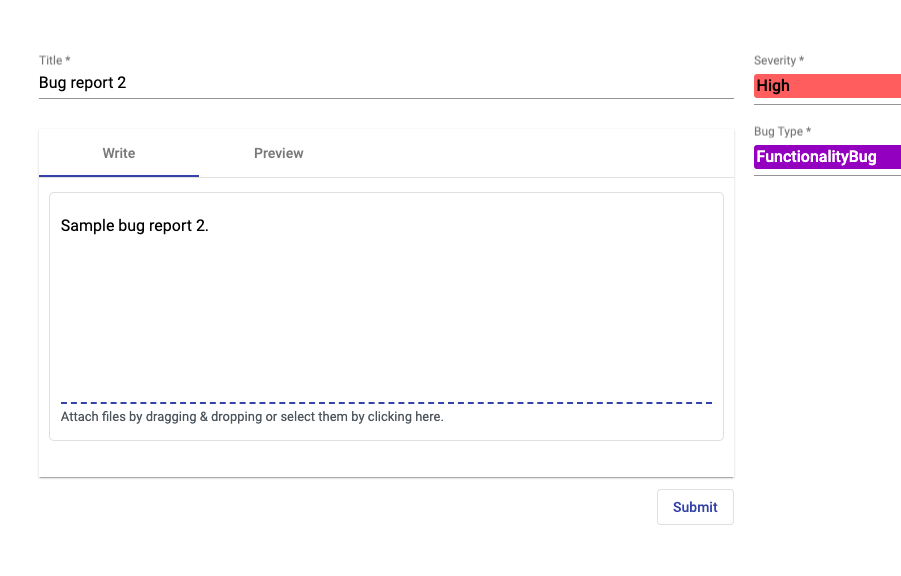 Title *
Bug report 2
Severity *
High
Bug Type *
FunctionalityBug
Write
Preview
Sample bug report 2.
Attach files by dragging & dropping or select them by clicking here.
Submit